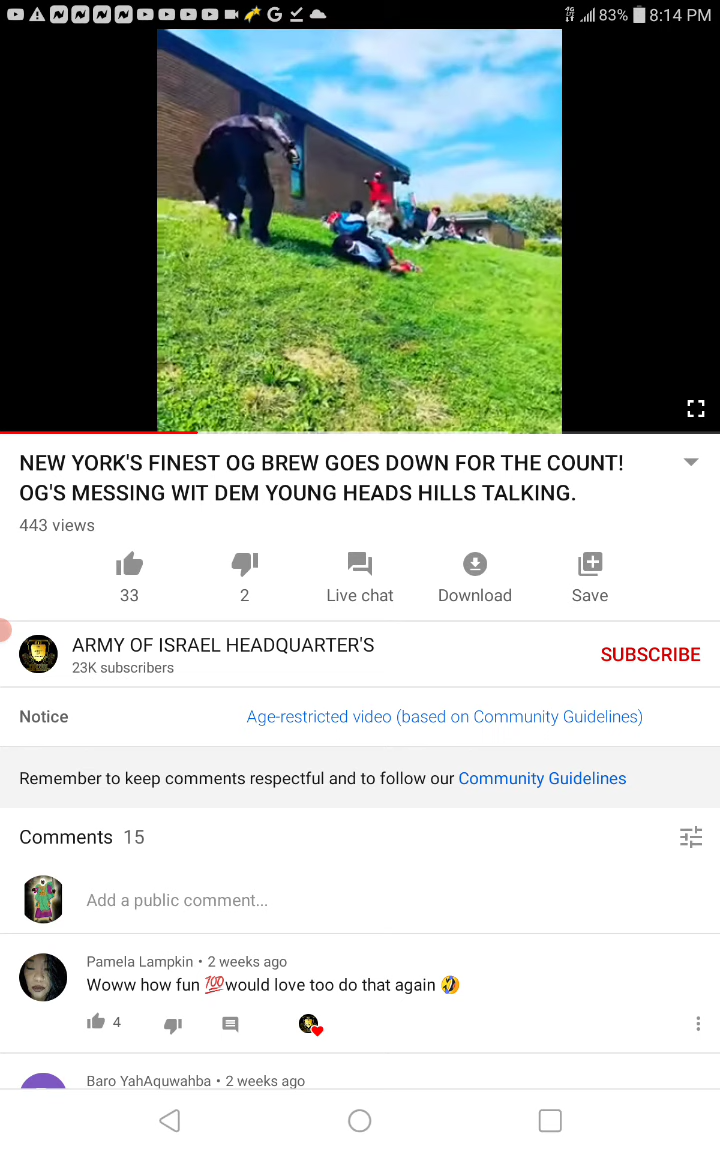 4G LTE 83% 8:14 PM
NEW YORK'S FINEST OG BREW GOES DOWN FOR THE COUNT!
OG'S MESSING WIT DEM YOUNG HEADS HILLS TALKING.
443 views
33 2 Live chat Download Save
ARMY OF ISRAEL HEADQUARTER'S
23K subscribers
SUBSCRIBE
Notice Age-restricted video (based on Community Guidelines)
Remember to keep comments respectful and to follow our Community Guidelines
Comments 15
Add a public comment...
Pamela Lampkin • 2 weeks ago
Woww how fun 💯would love too do that again 🤣
4
Baro YahAquwahba • 2 weeks ago